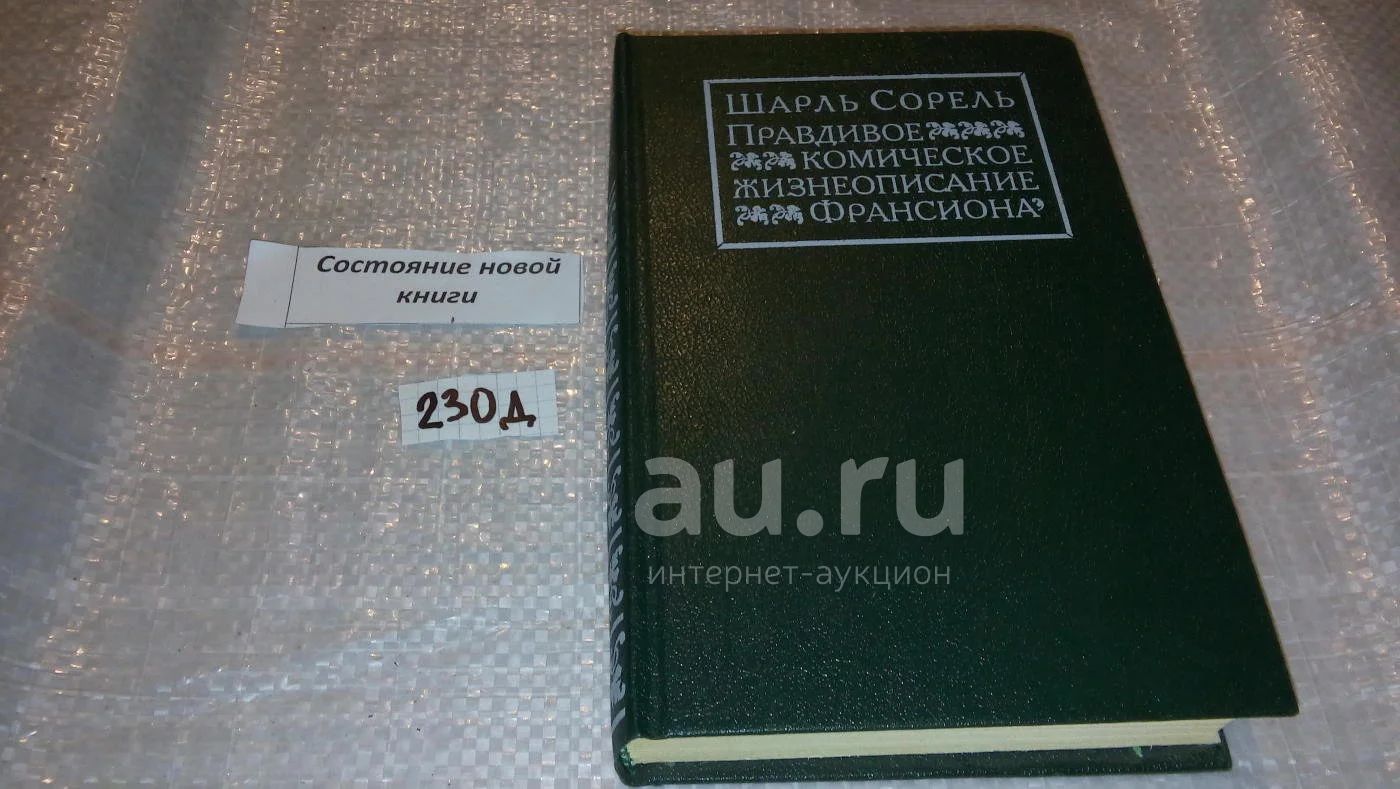 Шарль Сорель
Правдивое
комическое
жизнеописание
Франсиона
Состояние новой
книги
230Д
au.ru
интернет-аукцион